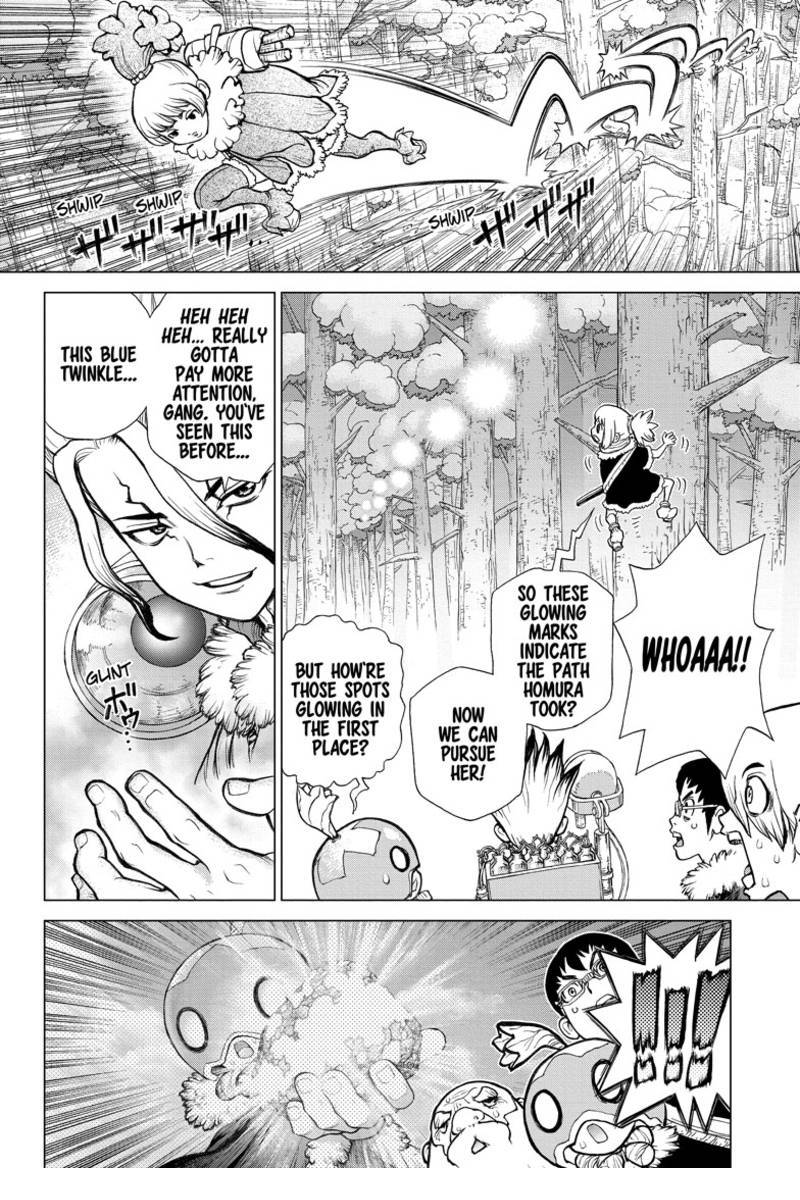 SHWIP
SHWIP
SHWIP
ザ ザ ザ ザ...
ザ ザ
WHOAAA!!
SO THESE
GLOWING
MARKS
INDICATE
THE PATH
HOMURA
TOOK?
NOW
WE CAN
PURSUE
HER!
BUT HOW'RE
THOSE SPOTS
GLOWING IN
THE FIRST
PLACE?
HEH HEH
HEH... REALLY
GOTTA
PAY MORE
ATTENTION,
GANG. YOU'VE
SEEN THIS
BEFORE...
THIS BLUE
TWINKLE...
GLINT
ボウ...
!!!